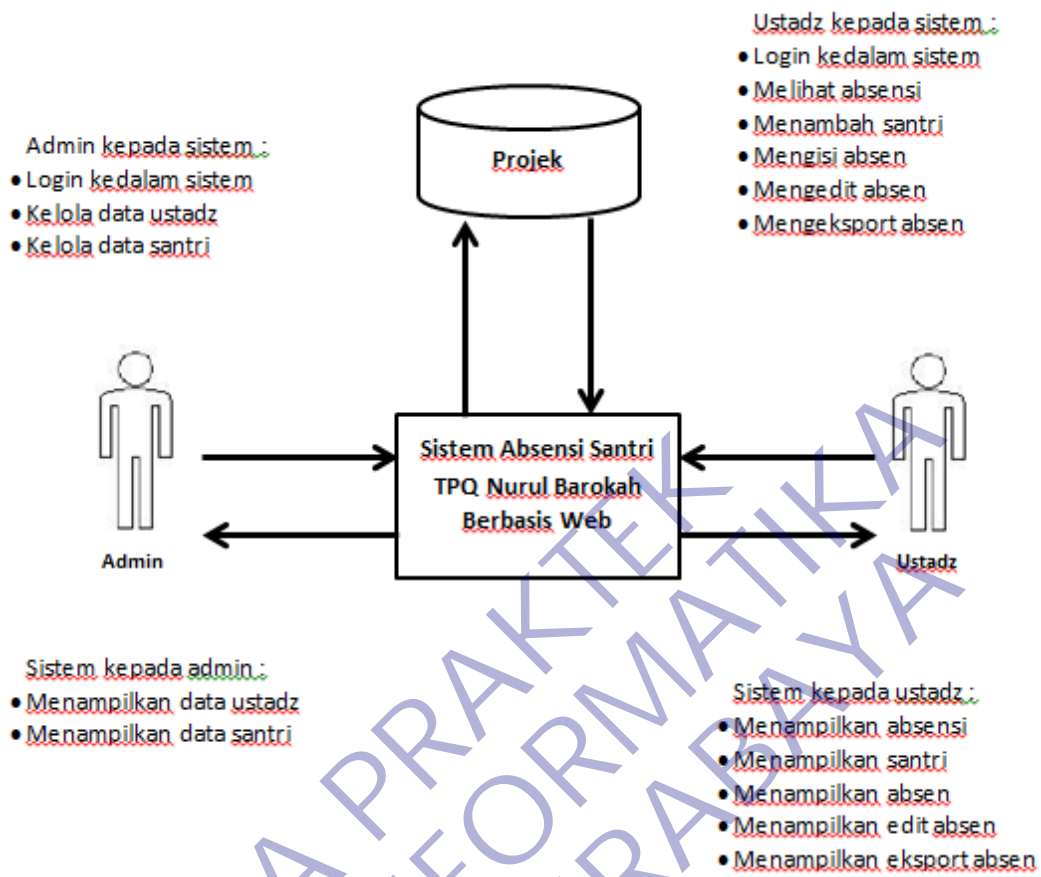 Ustadz kepada sistem :
• Login kedalam sistem
• Melihat absensi
• Menambah santri
• Mengisi absen
• Mengedit absen
• Mengeksport absen
Projek
Admin kepada sistem :
• Login kedalam sistem
• Kelola data ustadz
• Kelola data santri
Sistem Absensi Santri
TPQ Nurul Barokah
Berbasis Web
Admin
Ustadz
Sistem kepada admin :
• Menampilkan data ustadz
• Menampilkan data santri
Sistem kepada ustadz :
• Menampilkan absensi
• Menampilkan santri
• Menampilkan absen
• Menampilkan edit absen
• Menampilkan eksport absen
PRAKTEK